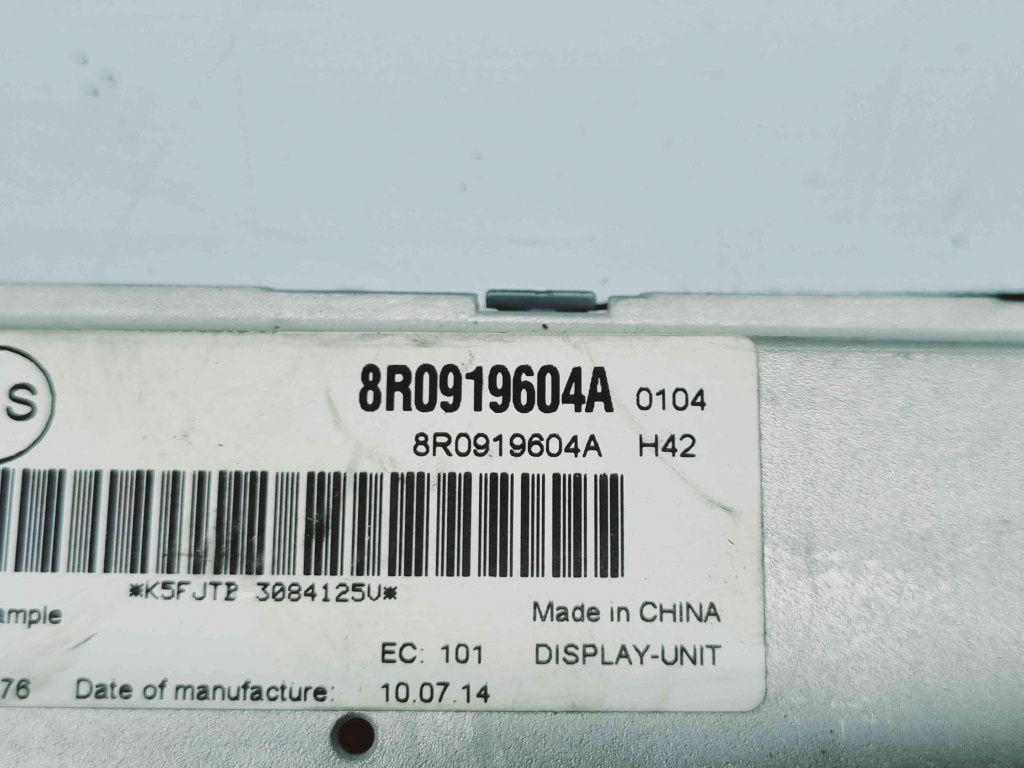 S
8R0919604A 0104
8R0919604A H42
*K5FJTB 3084125V*
ample
Made in CHINA
EC: 101 DISPLAY-UNIT
76 Date of manufacture: 10.07.14